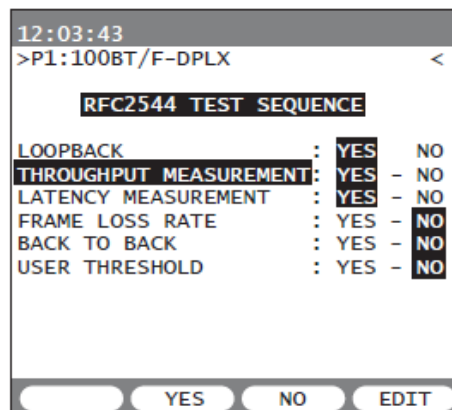 12:03:43
>P1:100BT/F-DPLX <
RFC2544 TEST SEQUENCE
LOOPBACK : YES NO
THROUGHPUT MEASUREMENT: YES - NO
LATENCY MEASUREMENT : YES - NO
FRAME LOSS RATE : YES - NO
BACK TO BACK : YES - NO
USER THRESHOLD : YES - NO
YES NO EDIT